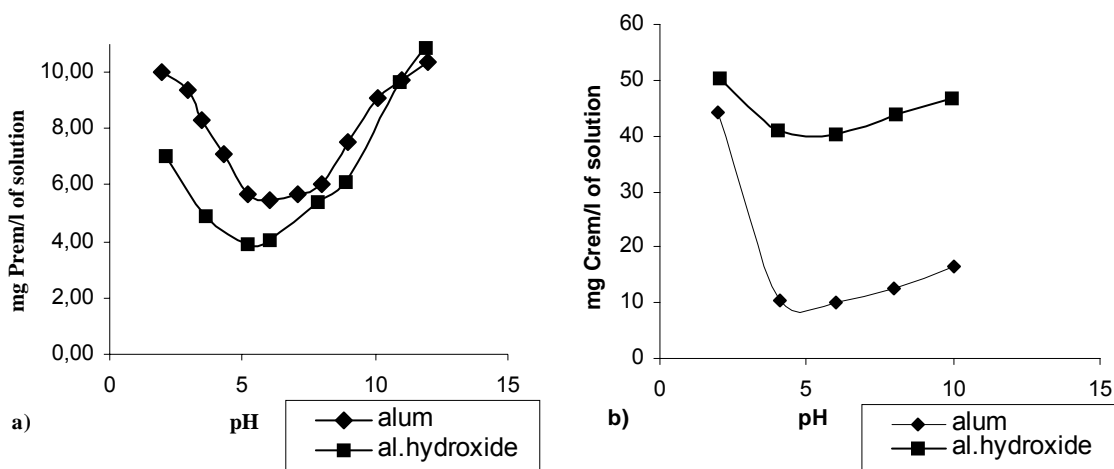 mg Prem/l of solution
10,00
8,00
6,00
4,00
2,00
0,00
0
5
10
15
a)
pH
alum
al.hydroxide
mg Crem/l of solution
60
50
40
30
20
10
0
0
5
10
15
b)
pH
alum
al.hydroxide